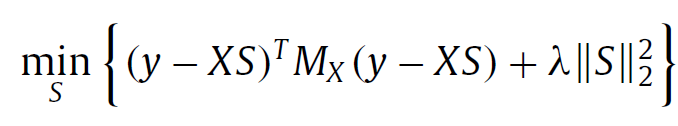 min_S { (y − XS)^T M_X (y − XS) + λ‖S‖_2^2 }